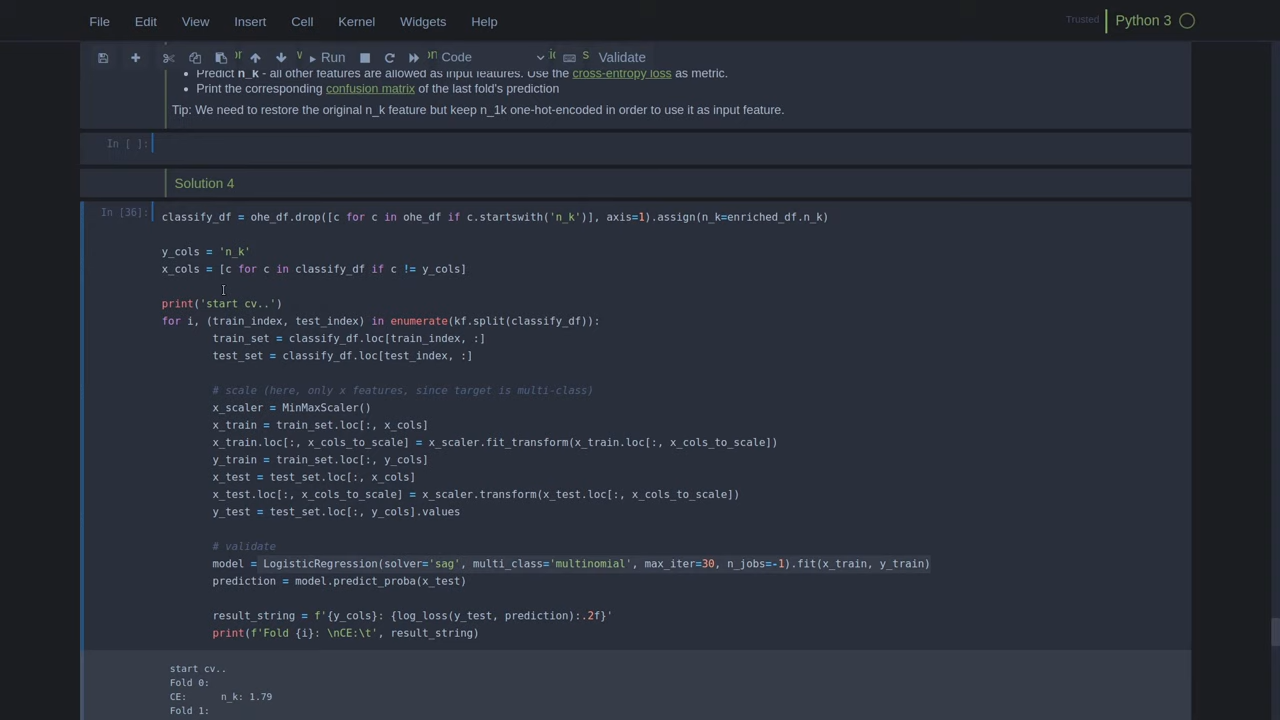 File Edit View Insert Cell Kernel Widgets Help Trusted Python 3
Run Code Validate
Predict n_k - all other features are allowed as input features. Use the cross-entropy loss as metric.
Print the corresponding confusion matrix of the last fold's prediction
Tip: We need to restore the original n_k feature but keep n_1k one-hot-encoded in order to use it as input feature.
In [ ]:
Solution 4
In [36]:
classify_df = ohe_df.drop([c for c in ohe_df if c.startswith('n_k')], axis=1).assign(n_k=enriched_df.n_k)
y_cols = 'n_k'
x_cols = [c for c in classify_df if c != y_cols]
print('start cv..')
for i, (train_index, test_index) in enumerate(kf.split(classify_df)):
train_set = classify_df.loc[train_index, :]
test_set = classify_df.loc[test_index, :]
# scale (here, only x features, since target is multi-class)
x_scaler = MinMaxScaler()
x_train = train_set.loc[:, x_cols]
x_train.loc[:, x_cols_to_scale] = x_scaler.fit_transform(x_train.loc[:, x_cols_to_scale])
y_train = train_set.loc[:, y_cols]
x_test = test_set.loc[:, x_cols]
x_test.loc[:, x_cols_to_scale] = x_scaler.transform(x_test.loc[:, x_cols_to_scale])
y_test = test_set.loc[:, y_cols].values
# validate
model = LogisticRegression(solver='sag', multi_class='multinomial', max_iter=30, n_jobs=-1).fit(x_train, y_train)
prediction = model.predict_proba(x_test)
result_string = f'{y_cols}: {log_loss(y_test, prediction):.2f}'
print(f'Fold {i}: \nCE:\t', result_string)
start cv..
Fold 0:
CE: n_k: 1.79
Fold 1: